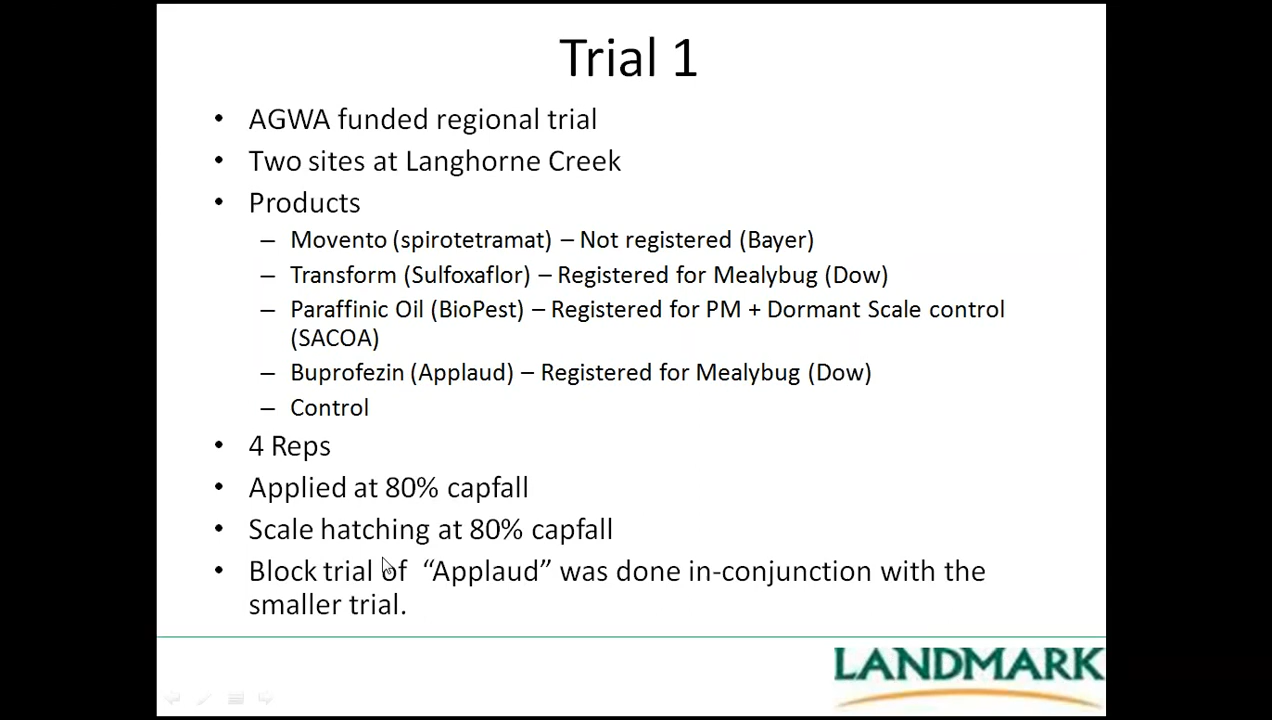 Trial 1
• AGWA funded regional trial
• Two sites at Langhorne Creek
• Products
– Movento (spirotetramat) – Not registered (Bayer)
– Transform (Sulfoxaflor) – Registered for Mealybug (Dow)
– Paraffinic Oil (BioPest) – Registered for PM + Dormant Scale control
(SACOA)
– Buprofezin (Applaud) – Registered for Mealybug (Dow)
– Control
• 4 Reps
• Applied at 80% capfall
• Scale hatching at 80% capfall
• Block trial of “Applaud” was done in-conjunction with the
smaller trial.
LANDMARK